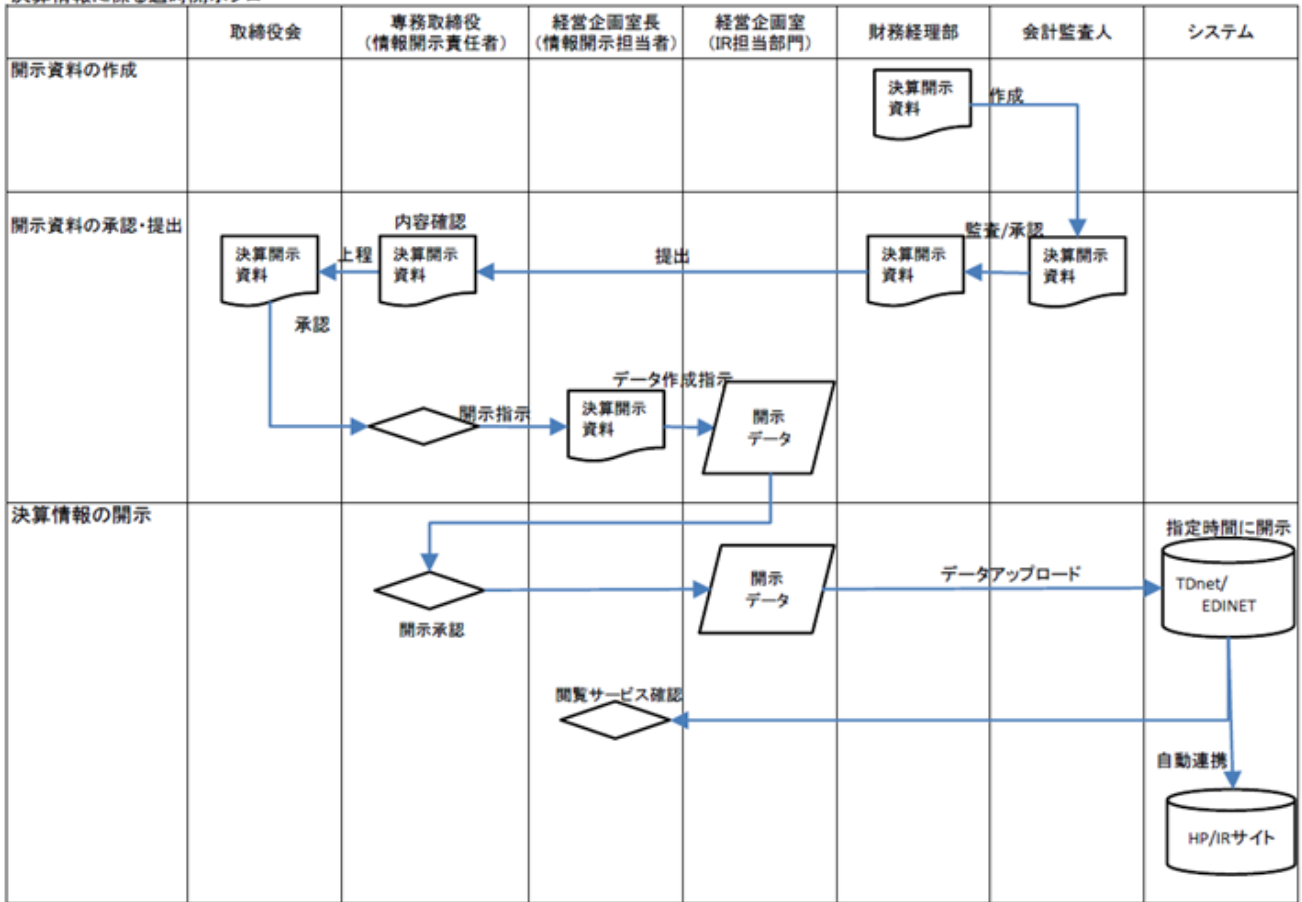 取締役会
専務取締役
(情報開示責任者)
経営企画室長
(情報開示担当者)
経営企画室
(IR担当部門)
財務経理部
会計監査人
システム
開示資料の作成
決算開示
資料
作成
開示資料の承認・提出
決算開示
資料
上程
内容確認
決算開示
資料
提出
決算開示
資料
監査/承認
決算開示
資料
承認
開示指示
データ作成指示
決算開示
資料
開示
データ
決算情報の開示
開示承認
開示
データ
データアップロード
指定時間に開示
TDnet/
EDINET
閲覧サービス確認
自動連携
HP/IRサイト